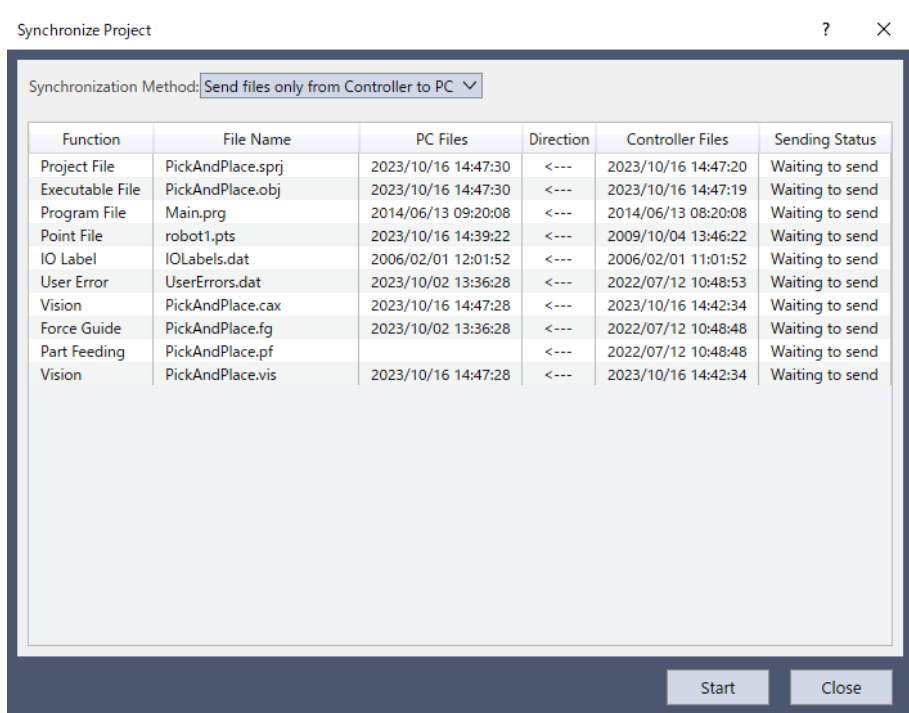 Synchronize Project ? ×
Synchronization Method: Send files only from Controller to PC
Function File Name PC Files Direction Controller Files Sending Status
Project File PickAndPlace.sprj 2023/10/16 14:47:30 <--- 2023/10/16 14:47:20 Waiting to send
Executable File PickAndPlace.obj 2023/10/16 14:47:30 <--- 2023/10/16 14:47:19 Waiting to send
Program File Main.prg 2014/06/13 09:20:08 <--- 2014/06/13 08:20:08 Waiting to send
Point File robot1.pts 2023/10/16 14:39:22 <--- 2009/10/04 13:46:22 Waiting to send
IO Label IOLabels.dat 2006/02/01 12:01:52 <--- 2006/02/01 11:01:52 Waiting to send
User Error UserErrors.dat 2023/10/02 13:36:28 <--- 2022/07/12 10:48:53 Waiting to send
Vision PickAndPlace.cax 2023/10/16 14:47:28 <--- 2023/10/16 14:42:34 Waiting to send
Force Guide PickAndPlace.fg 2023/10/02 13:36:28 <--- 2022/07/12 10:48:48 Waiting to send
Part Feeding PickAndPlace.pf <--- 2022/07/12 10:48:48 Waiting to send
Vision PickAndPlace.vis 2023/10/16 14:47:28 <--- 2023/10/16 14:42:34 Waiting to send
Start Close